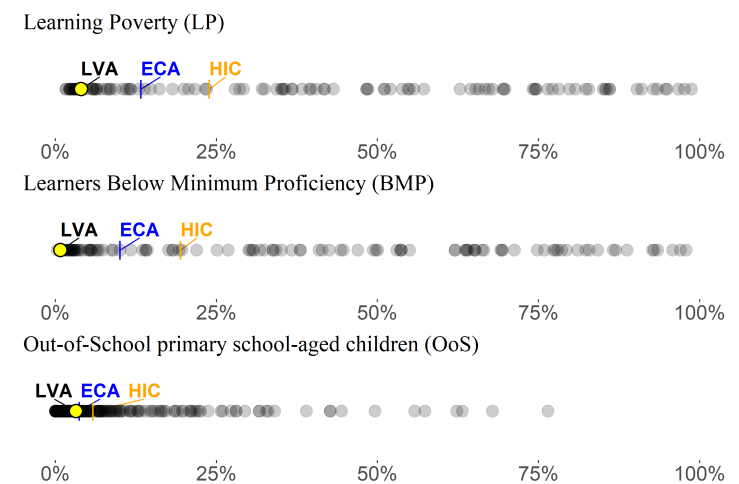 Learning Poverty (LP)
LVA ECA HIC
0% 25% 50% 75% 100%
Learners Below Minimum Proficiency (BMP)
LVA ECA HIC
0% 25% 50% 75% 100%
Out-of-School primary school-aged children (OoS)
LVA ECA HIC
0% 25% 50% 75% 100%